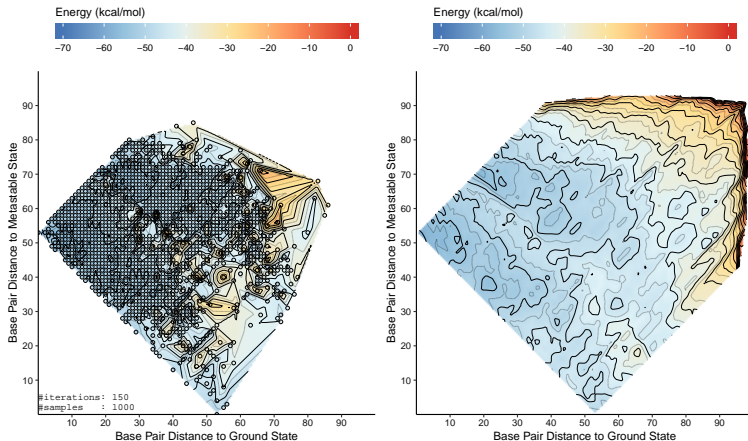 Energy (kcal/mol)
−70 −60 −50 −40 −30 −20 −10 0
Base Pair Distance to Metastable State
90
80
70
60
50
40
30
20
10
#iterations: 150
#samples : 1000
10 20 30 40 50 60 70 80 90
Base Pair Distance to Ground State
Energy (kcal/mol)
−70 −60 −50 −40 −30 −20 −10 0
Base Pair Distance to Metastable State
90
80
70
60
50
40
30
20
10
10 20 30 40 50 60 70 80 90
Base Pair Distance to Ground State